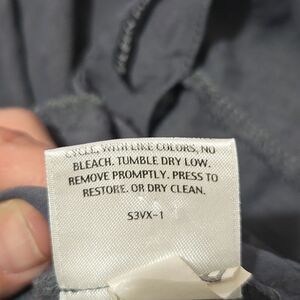 CYCLE, WITH LIKE COLORS, NO
BLEACH. TUMBLE DRY LOW.
REMOVE PROMPTLY. PRESS TO
RESTORE. OR DRY CLEAN.
S3VX-1